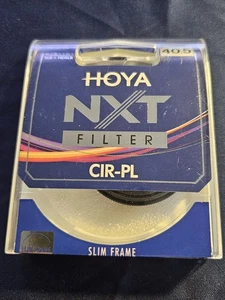 40.5
HOYA
NXT
FILTER
CIR-PL
SLIM FRAME